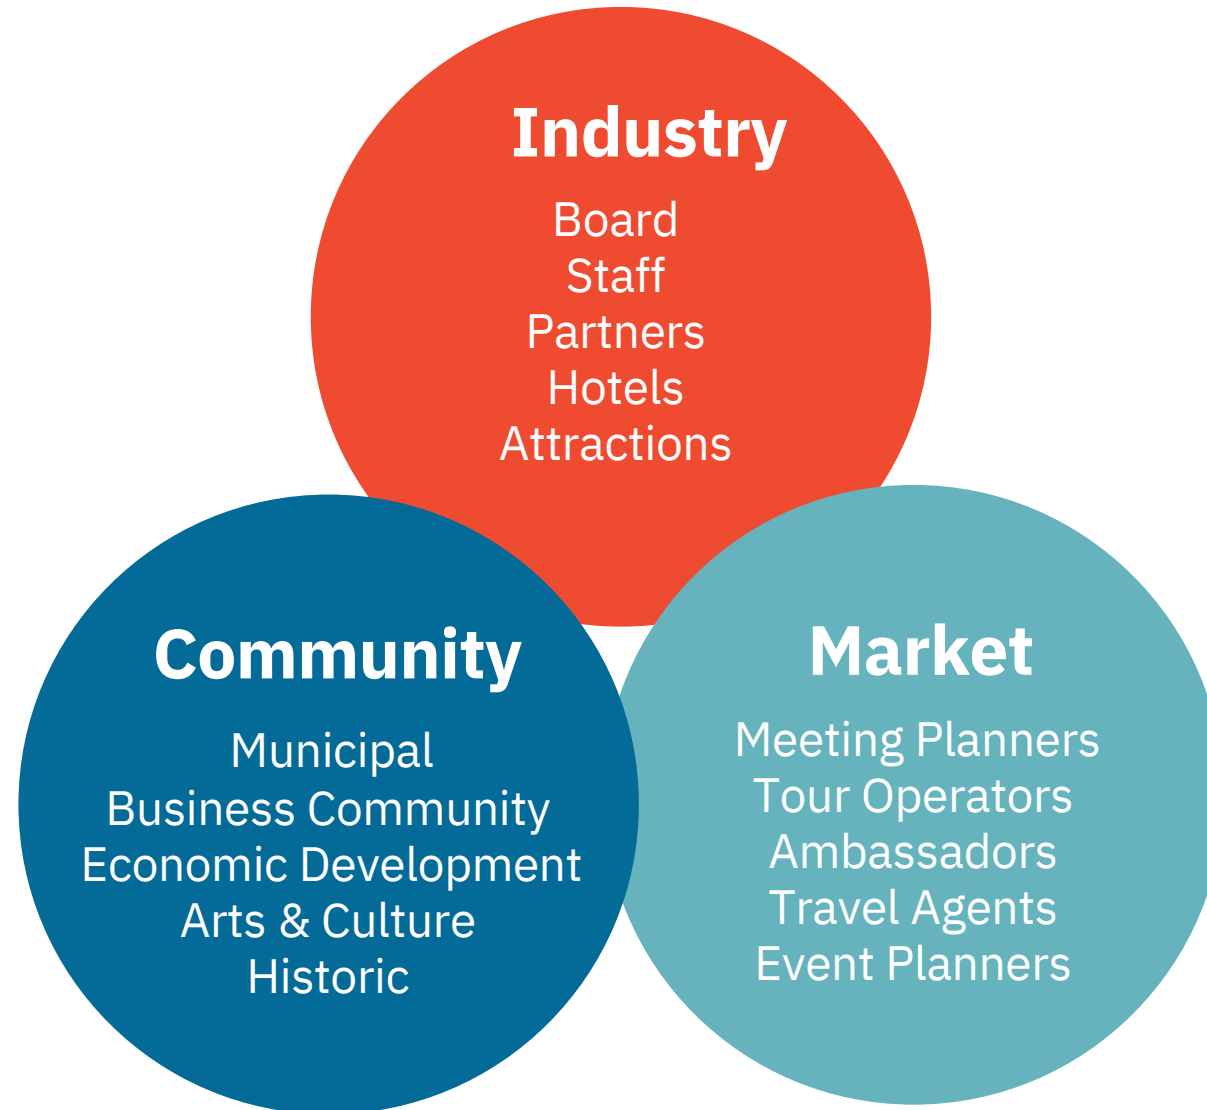 Industry
Board
Staff
Partners
Hotels
Attractions
Community
Municipal
Business Community
Economic Development
Arts & Culture
Historic
Market
Meeting Planners
Tour Operators
Ambassadors
Travel Agents
Event Planners